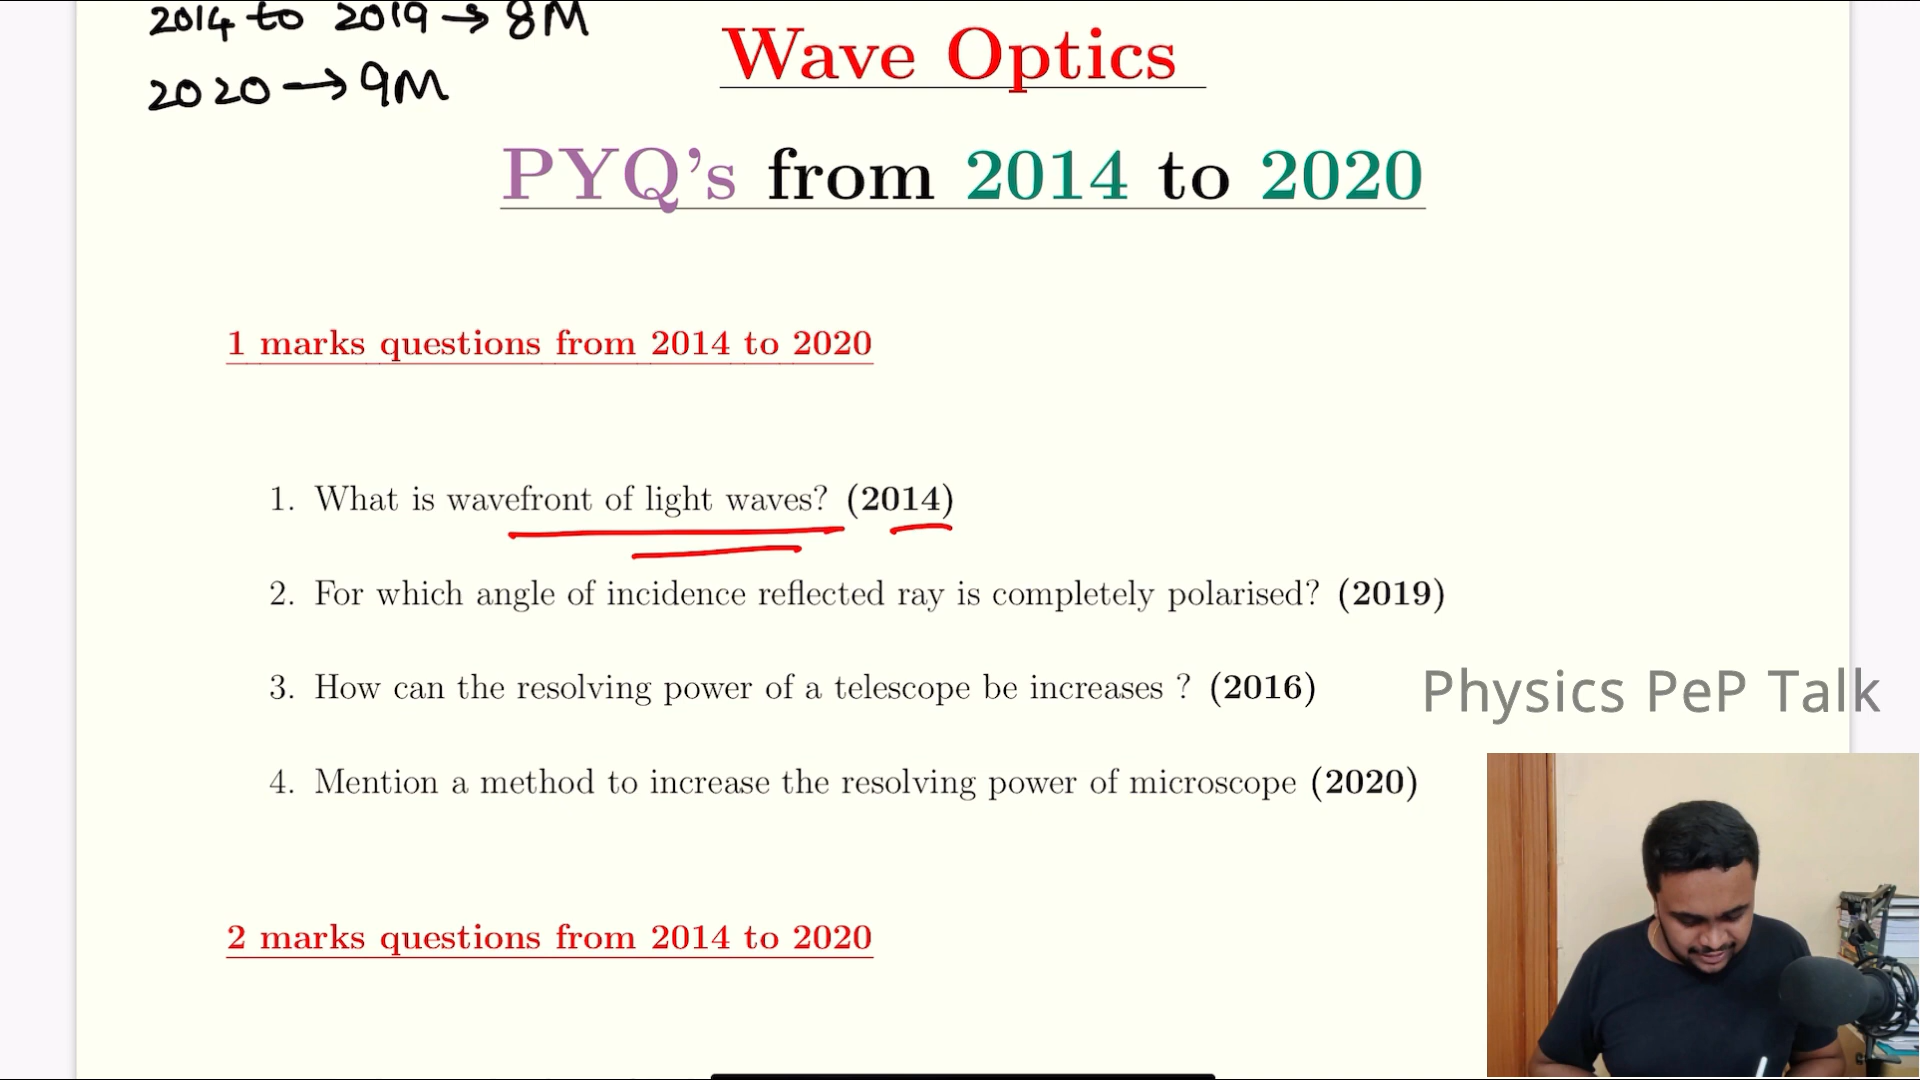 2014 to 2019 → 8M
2020 → 9M
Wave Optics
PYQ's from 2014 to 2020
1 marks questions from 2014 to 2020
1. What is wavefront of light waves? (2014)
2. For which angle of incidence reflected ray is completely polarised? (2019)
3. How can the resolving power of a telescope be increases ? (2016)
4. Mention a method to increase the resolving power of microscope (2020)
Physics PeP Talk
2 marks questions from 2014 to 2020